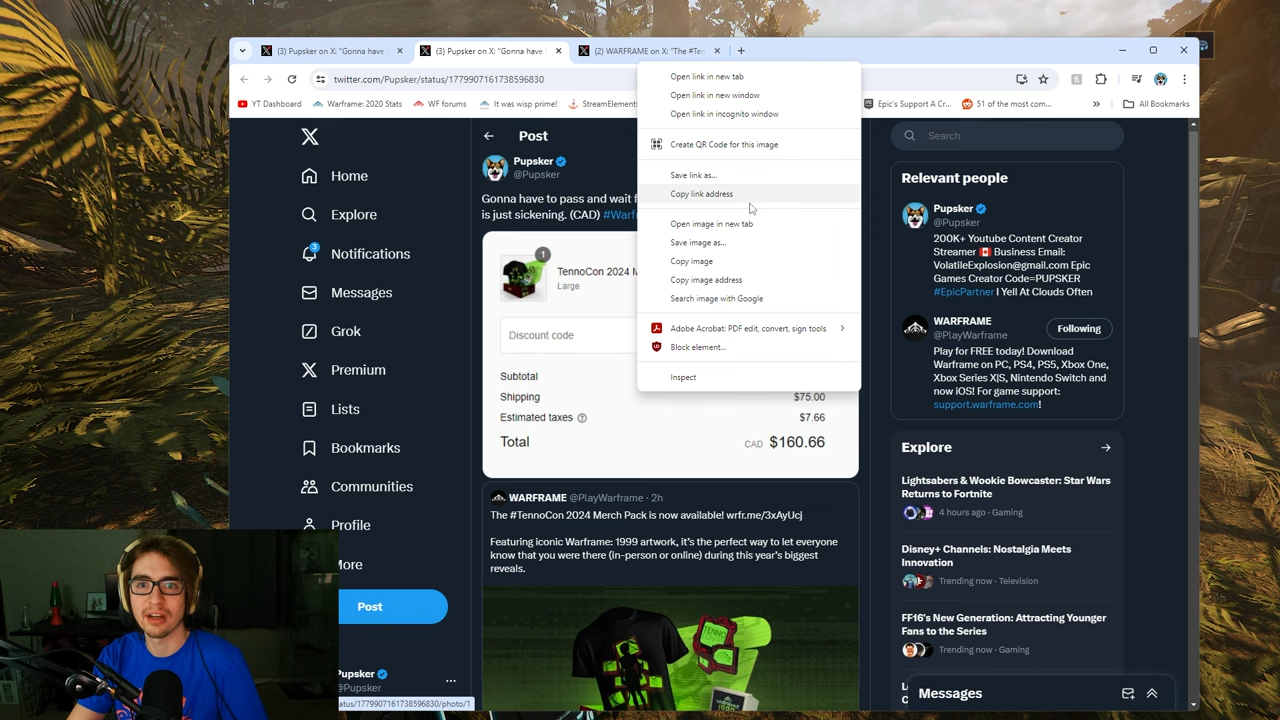 (3) Pupsker on X: "Gonna have
(3) Pupsker on X: "Gonna have
(2) WARFRAME on X: "The #Ten
twitter.com/Pupsker/status/1779907161738596830
YT Dashboard
Warframe: 2020 Stats
WF forums
It was wisp prime!
StreamElements
Epic's Support A Cr...
51 of the most com...
All Bookmarks
Home
Explore
Notifications
3
Messages
Grok
Premium
Lists
Bookmarks
Communities
Profile
More
Post
Pupsker
@Pupsker
status/1779907161738596830/photo/1
Post
Pupsker
@Pupsker
Gonna have to pass and wait f
is just sickening. (CAD) #Warf
1
TennoCon 2024 M
Large
Discount code
Subtotal
Shipping $75.00
Estimated taxes $7.66
Total CAD $160.66
WARFRAME @PlayWarframe · 2h
The #TennoCon 2024 Merch Pack is now available! wrfr.me/3xAyUcj
Featuring iconic Warframe: 1999 artwork, it's the perfect way to let everyone
know that you were there (in-person or online) during this year's biggest
reveals.
Open link in new tab
Open link in new window
Open link in incognito window
Create QR Code for this image
Save link as...
Copy link address
Open image in new tab
Save image as...
Copy image
Copy image address
Search image with Google
Adobe Acrobat: PDF edit, convert, sign tools
Block element...
Inspect
Search
Relevant people
Pupsker
@Pupsker
200K+ Youtube Content Creator
Streamer 🇨🇦 Business Email:
VolatileExplosion@gmail.com Epic
Games Creator Code=PUPSKER
#EpicPartner I Yell At Clouds Often
WARFRAME
@PlayWarframe
Following
Play for FREE today! Download
Warframe on PC, PS4, PS5, Xbox One,
Xbox Series X|S, Nintendo Switch and
now iOS! For game support:
support.warframe.com!
Explore
Lightsabers & Wookie Bowcaster: Star Wars
Returns to Fortnite
4 hours ago · Gaming
Disney+ Channels: Nostalgia Meets
Innovation
Trending now · Television
FF16's New Generation: Attracting Younger
Fans to the Series
Trending now · Gaming
Messages